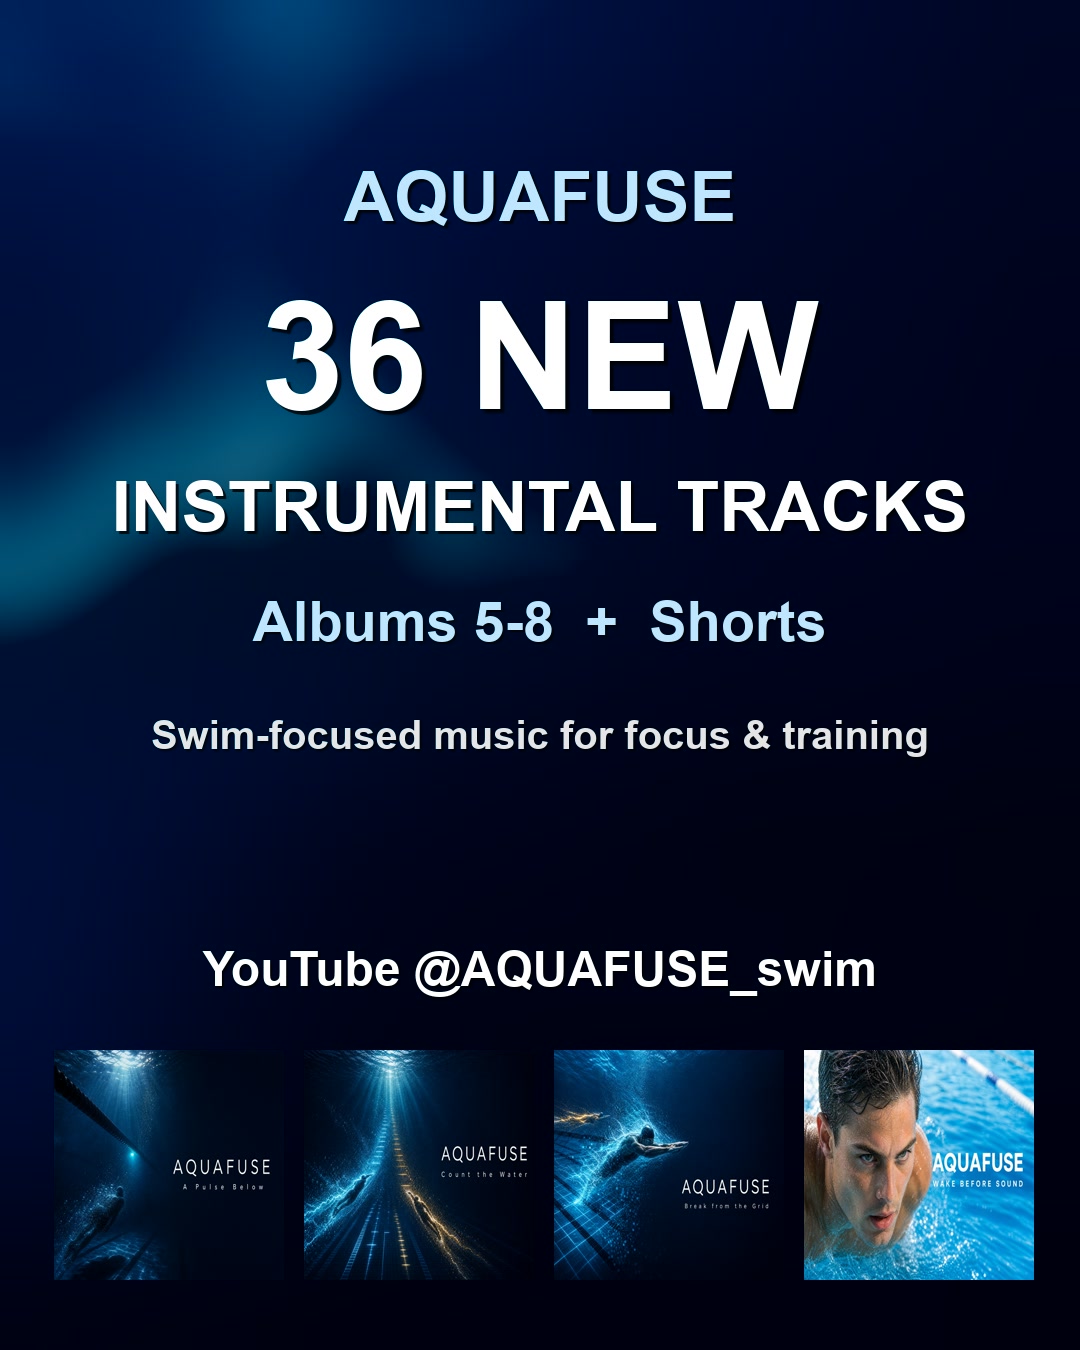 AQUAFUSE
36 NEW
INSTRUMENTAL TRACKS
Albums 5-8 + Shorts
Swim-focused music for focus & training
YouTube @AQUAFUSE_swim
AQUAFUSE
A Pulse Below
AQUAFUSE
Count the Water
AQUAFUSE
Break from the Grid
AQUAFUSE
WAKE BEFORE SOUND